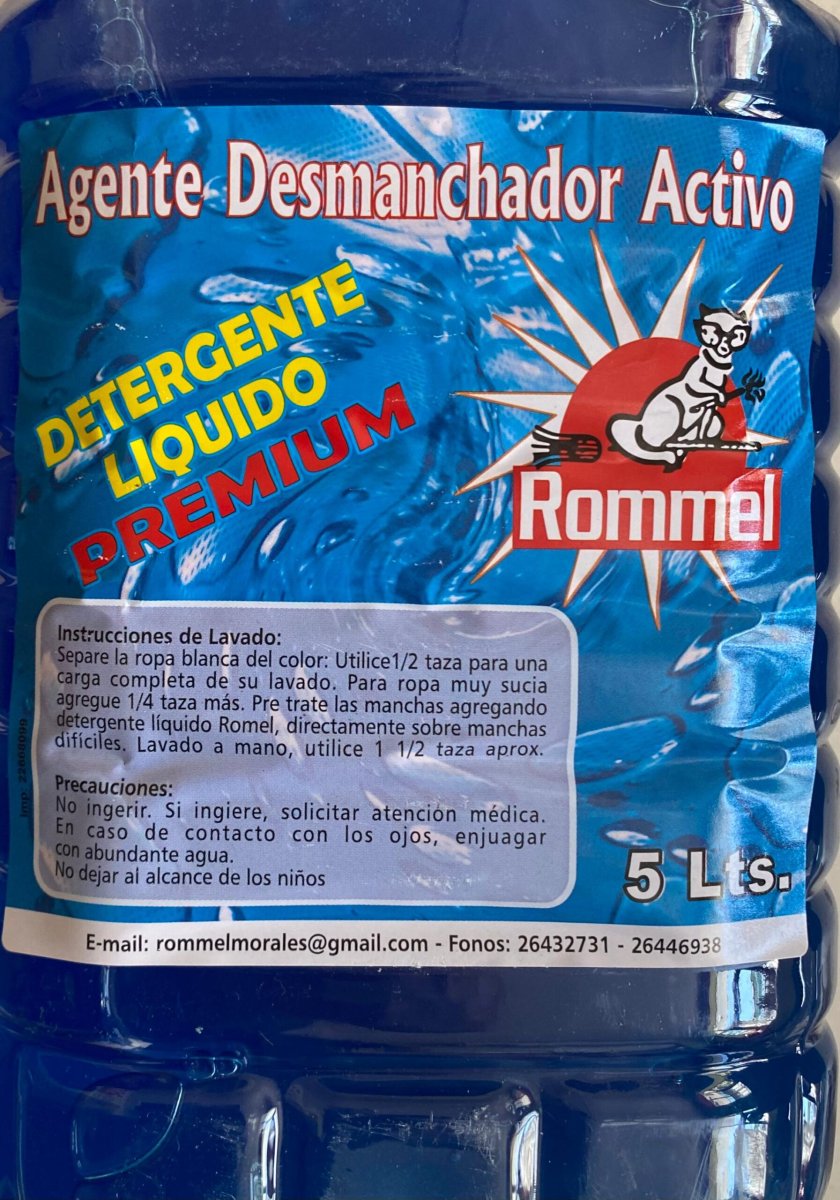 Agente Desmanchador Activo
DETERGENTE
LIQUIDO
PREMIUM
Rommel
Instrucciones de Lavado:
Separe la ropa blanca del color: Utilice1/2 taza para una
carga completa de su lavado. Para ropa muy sucia
agregue 1/4 taza más. Pre trate las manchas agregando
detergente líquido Romel, directamente sobre manchas
difíciles. Lavado a mano, utilice 1 1/2 taza aprox.
Precauciones:
No ingerir. Si ingiere, solicitar atención médica.
En caso de contacto con los ojos, enjuagar
con abundante agua.
No dejar al alcance de los niños
5 Lts.
E-mail: rommelmorales@gmail.com - Fonos: 26432731 - 26446938